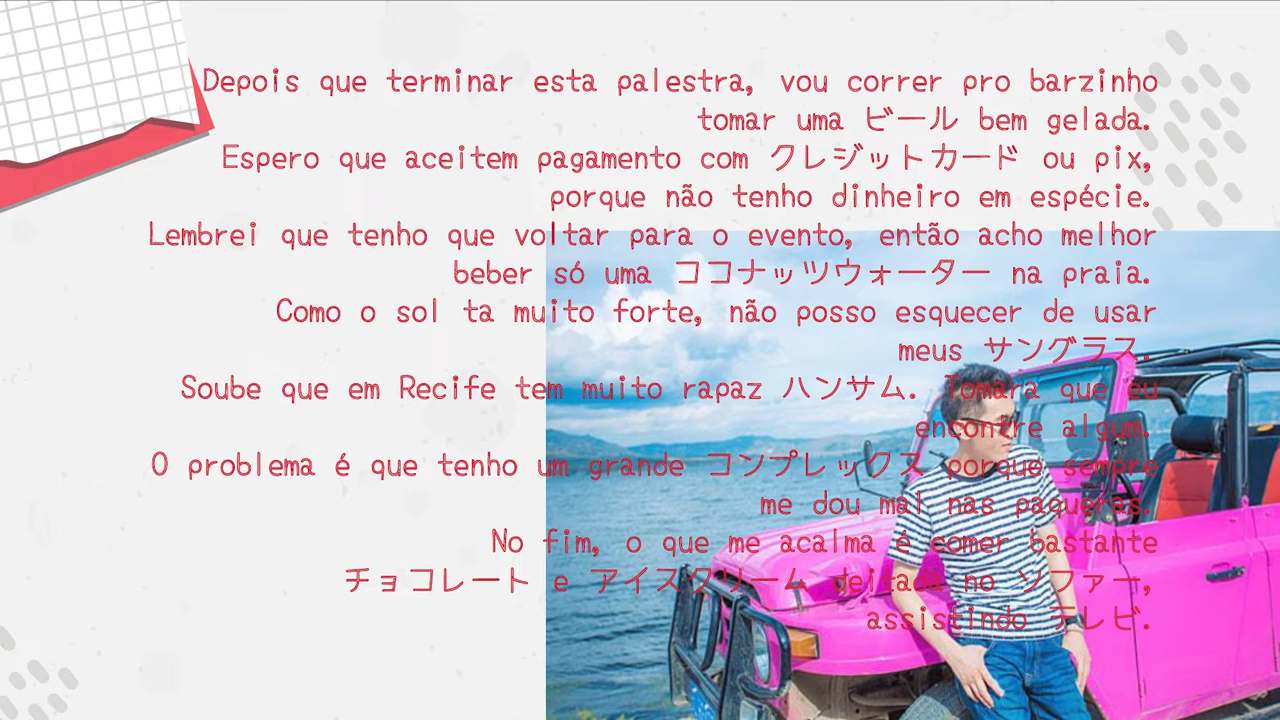 Depois que terminar esta palestra, vou correr pro barzinho
tomar uma ビール bem gelada.
Espero que aceitem pagamento com クレジットカード ou pix,
porque não tenho dinheiro em espécie.
Lembrei que tenho que voltar para o evento, então acho melhor
beber só uma ココナッツウォーター na praia.
Como o sol ta muito forte, não posso esquecer de usar
meus サングラス.
Soube que em Recife tem muito rapaz ハンサム. Tomara que eu
encontre algum.
O problema é que tenho um grande コンプレックス porque sempre
me dou mal nas paqueras.
No fim, o que me acalma é comer bastante
チョコレート e アイスクリーム deitada no ソファー,
assistindo テレビ.